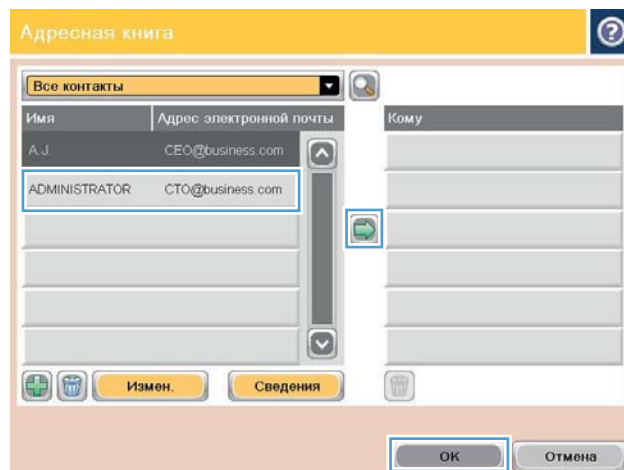 Адресная книга
?
Все контакты
Имя Адрес электронной почты Кому
A.J. CEO@business.com
ADMINISTRATOR CTO@business.com
Измен. Сведения
OK Отмена